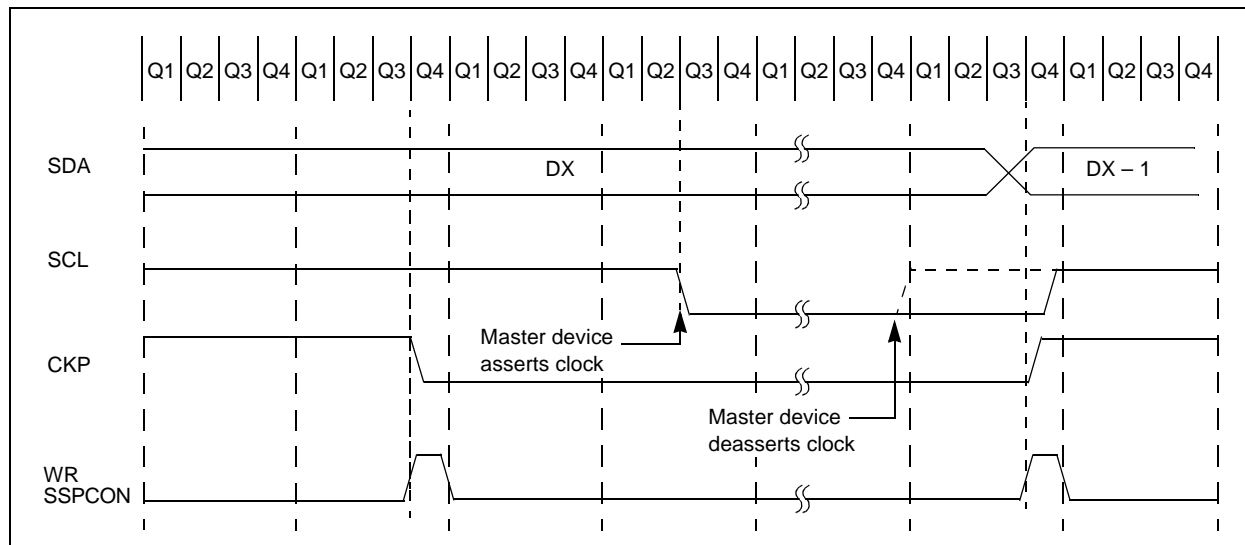 Q1 Q2 Q3 Q4 Q1 Q2 Q3 Q4 Q1 Q2 Q3 Q4 Q1 Q2 Q3 Q4 Q1 Q2 Q3 Q4 Q1 Q2 Q3 Q4 Q1 Q2 Q3 Q4
SDA
DX
DX – 1
SCL
Master device
asserts clock
CKP
Master device
deasserts clock
WR
SSPCON